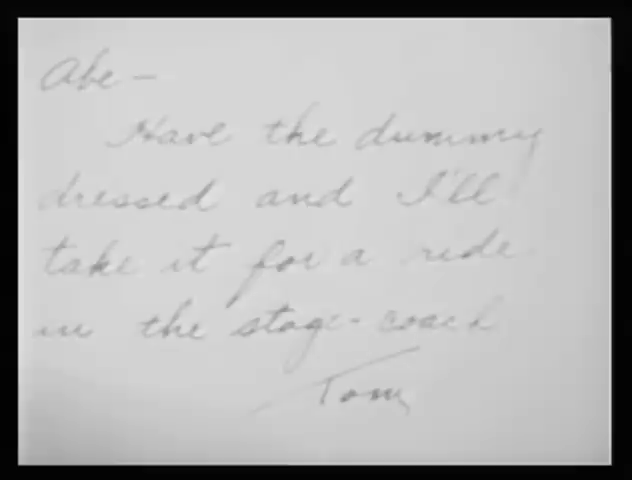 Abe-
Have the dummy
dressed and I'll
take it for a ride
in the stage-coach
Tom